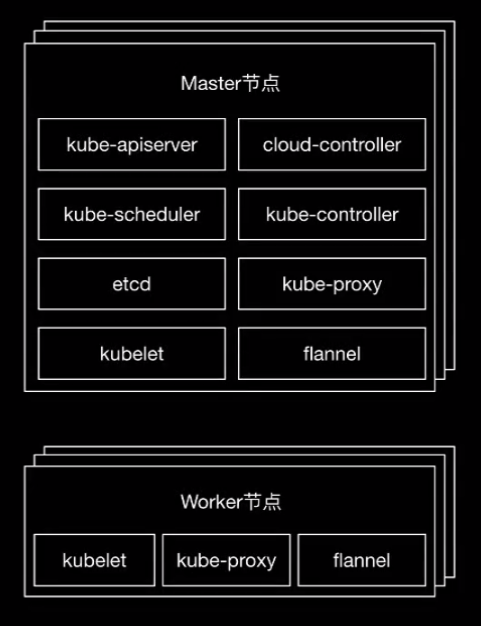 Master节点
kube-apiserver
cloud-controller
kube-scheduler
kube-controller
etcd
kube-proxy
kubelet
flannel
Worker节点
kubelet
kube-proxy
flannel